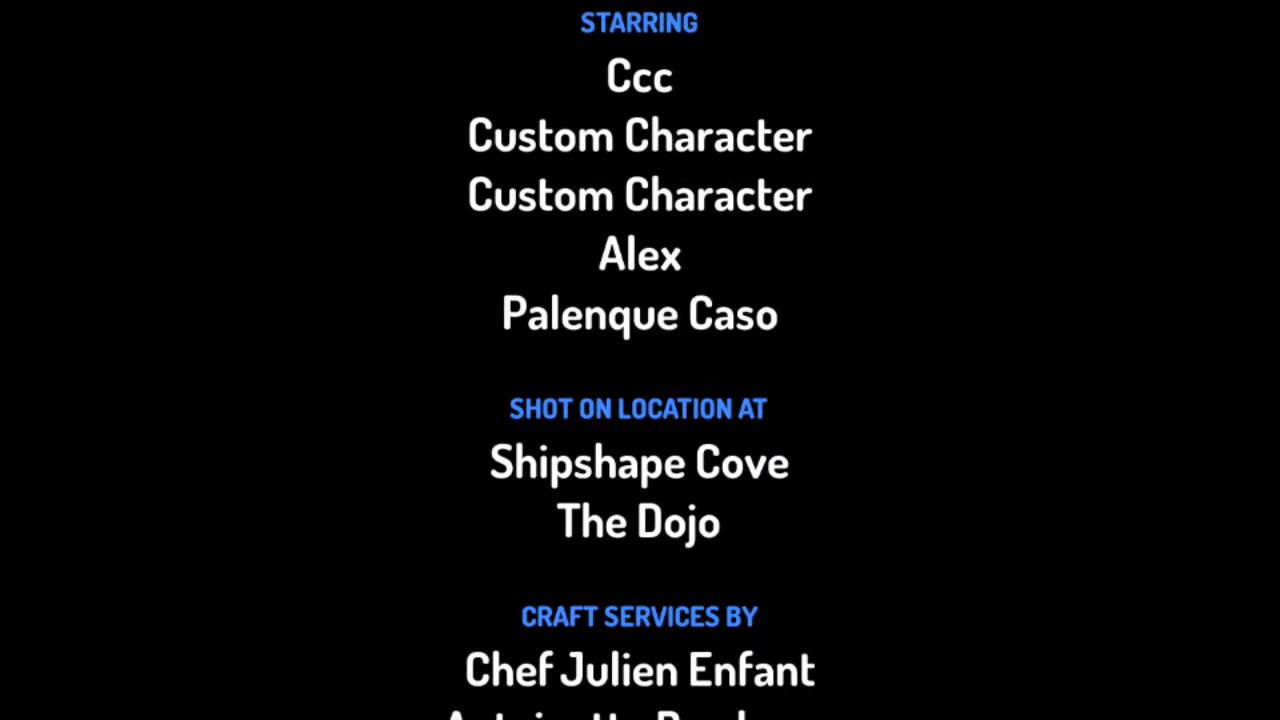 STARRING
Ccc
Custom Character
Custom Character
Alex
Palenque Caso
SHOT ON LOCATION AT
Shipshape Cove
The Dojo
CRAFT SERVICES BY
Chef Julien Enfant